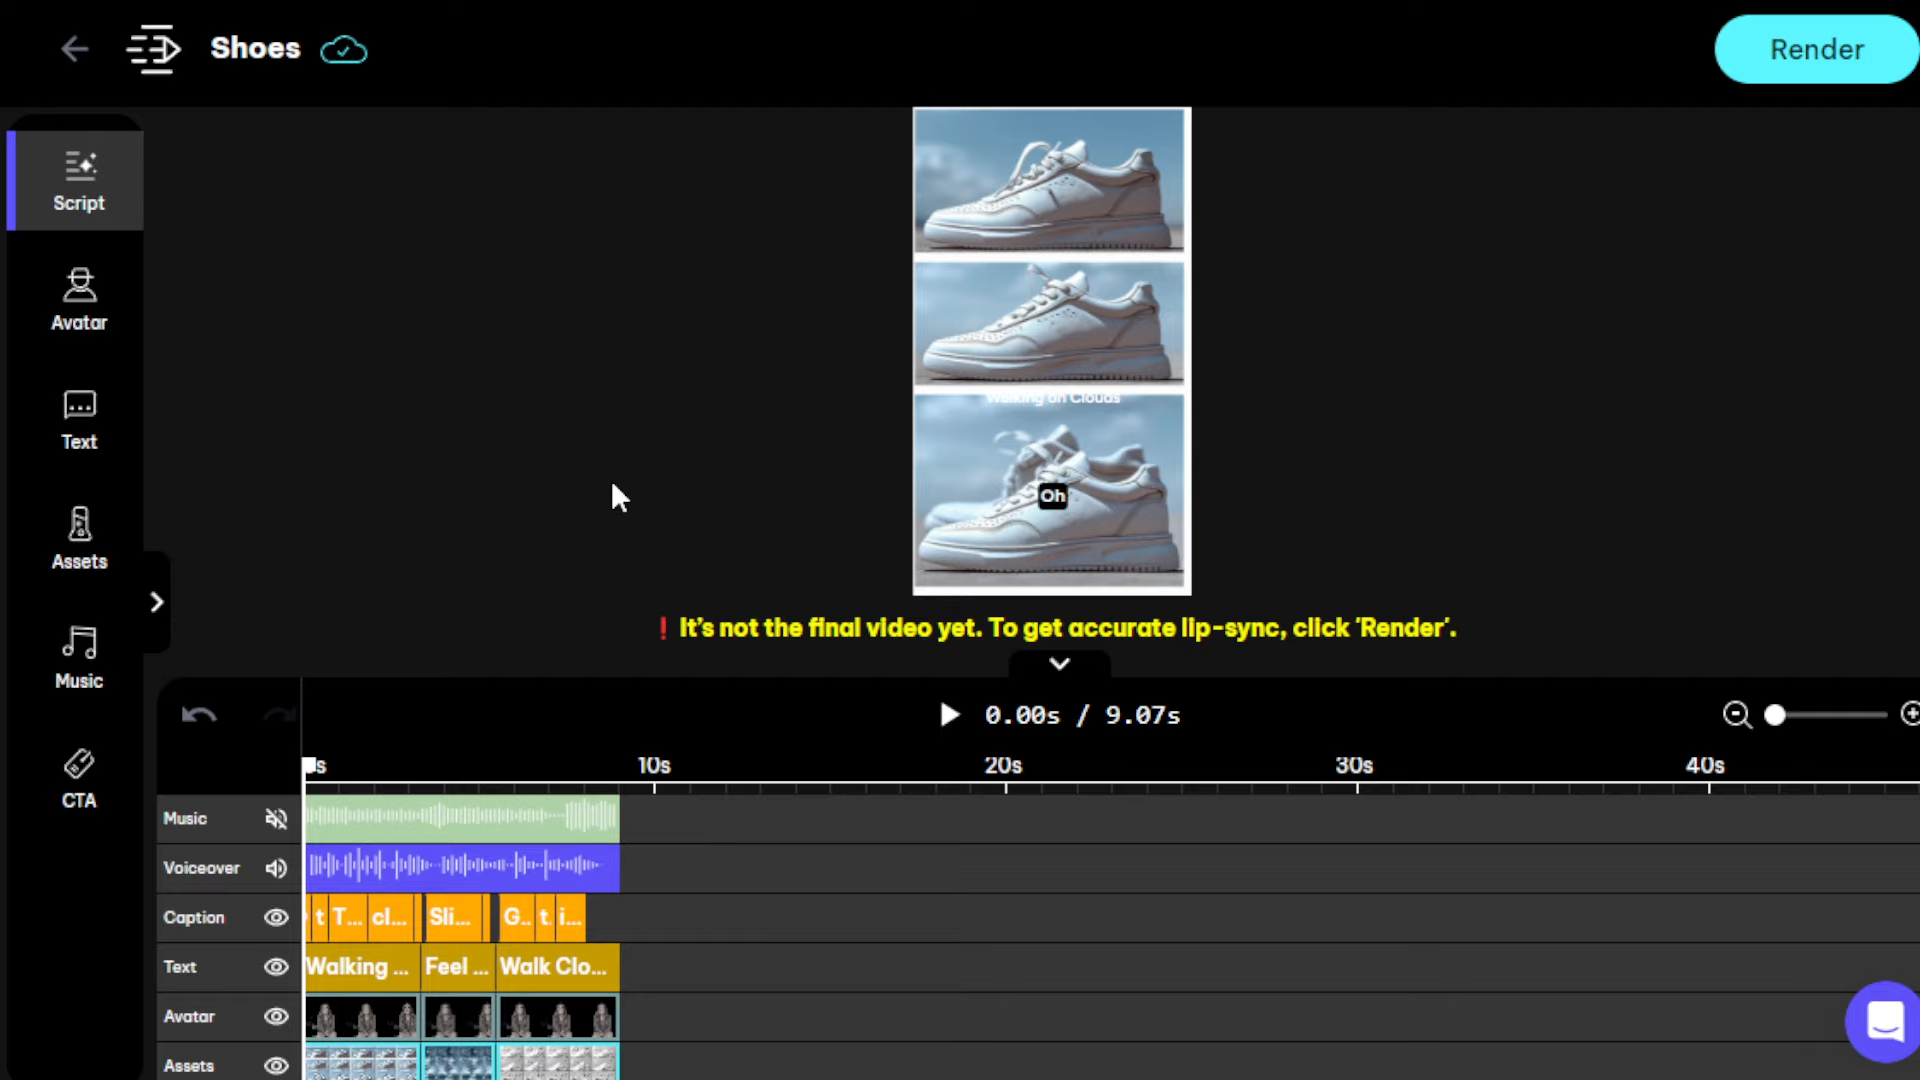 Shoes
Render
Script
Avatar
Text
Assets
Music
CTA
Walking on Clouds
Oh
❗ It's not the final video yet. To get accurate lip-sync, click 'Render'.
0.00s / 9.07s
10s
20s
30s
40s
Music
Voiceover
Caption
t T... cl... Sli... G.. t. i...
Text
Walking ... Feel ... Walk Clo...
Avatar
Assets